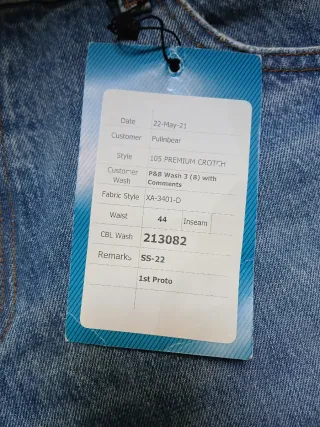 Date 22-May-21
Customer Pullnbear
Style 105 PREMIUM CROTCH
Customer Wash P&B Wash 3 (B) with Comments
Fabric Style XA-3401-D
Waist 44 Inseam
CBL Wash 213082
Remarks SS-22
1st Proto